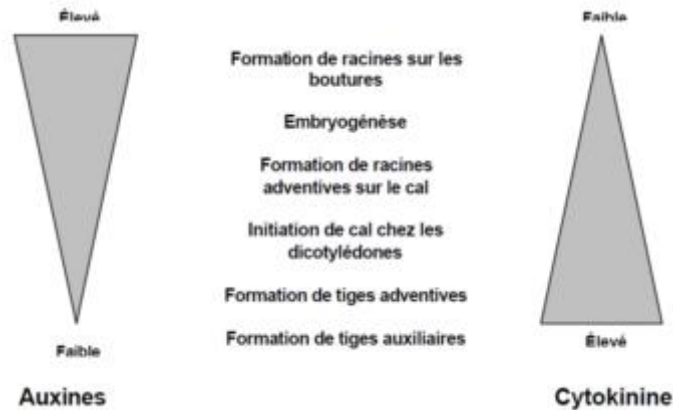 Élevé
Faible
Formation de racines sur les
boutures
Embryogénèse
Formation de racines
adventives sur le cal
Initiation de cal chez les
dicotylédones
Formation de tiges adventives
Formation de tiges auxiliaires
Faible
Élevé
Auxines
Cytokinine